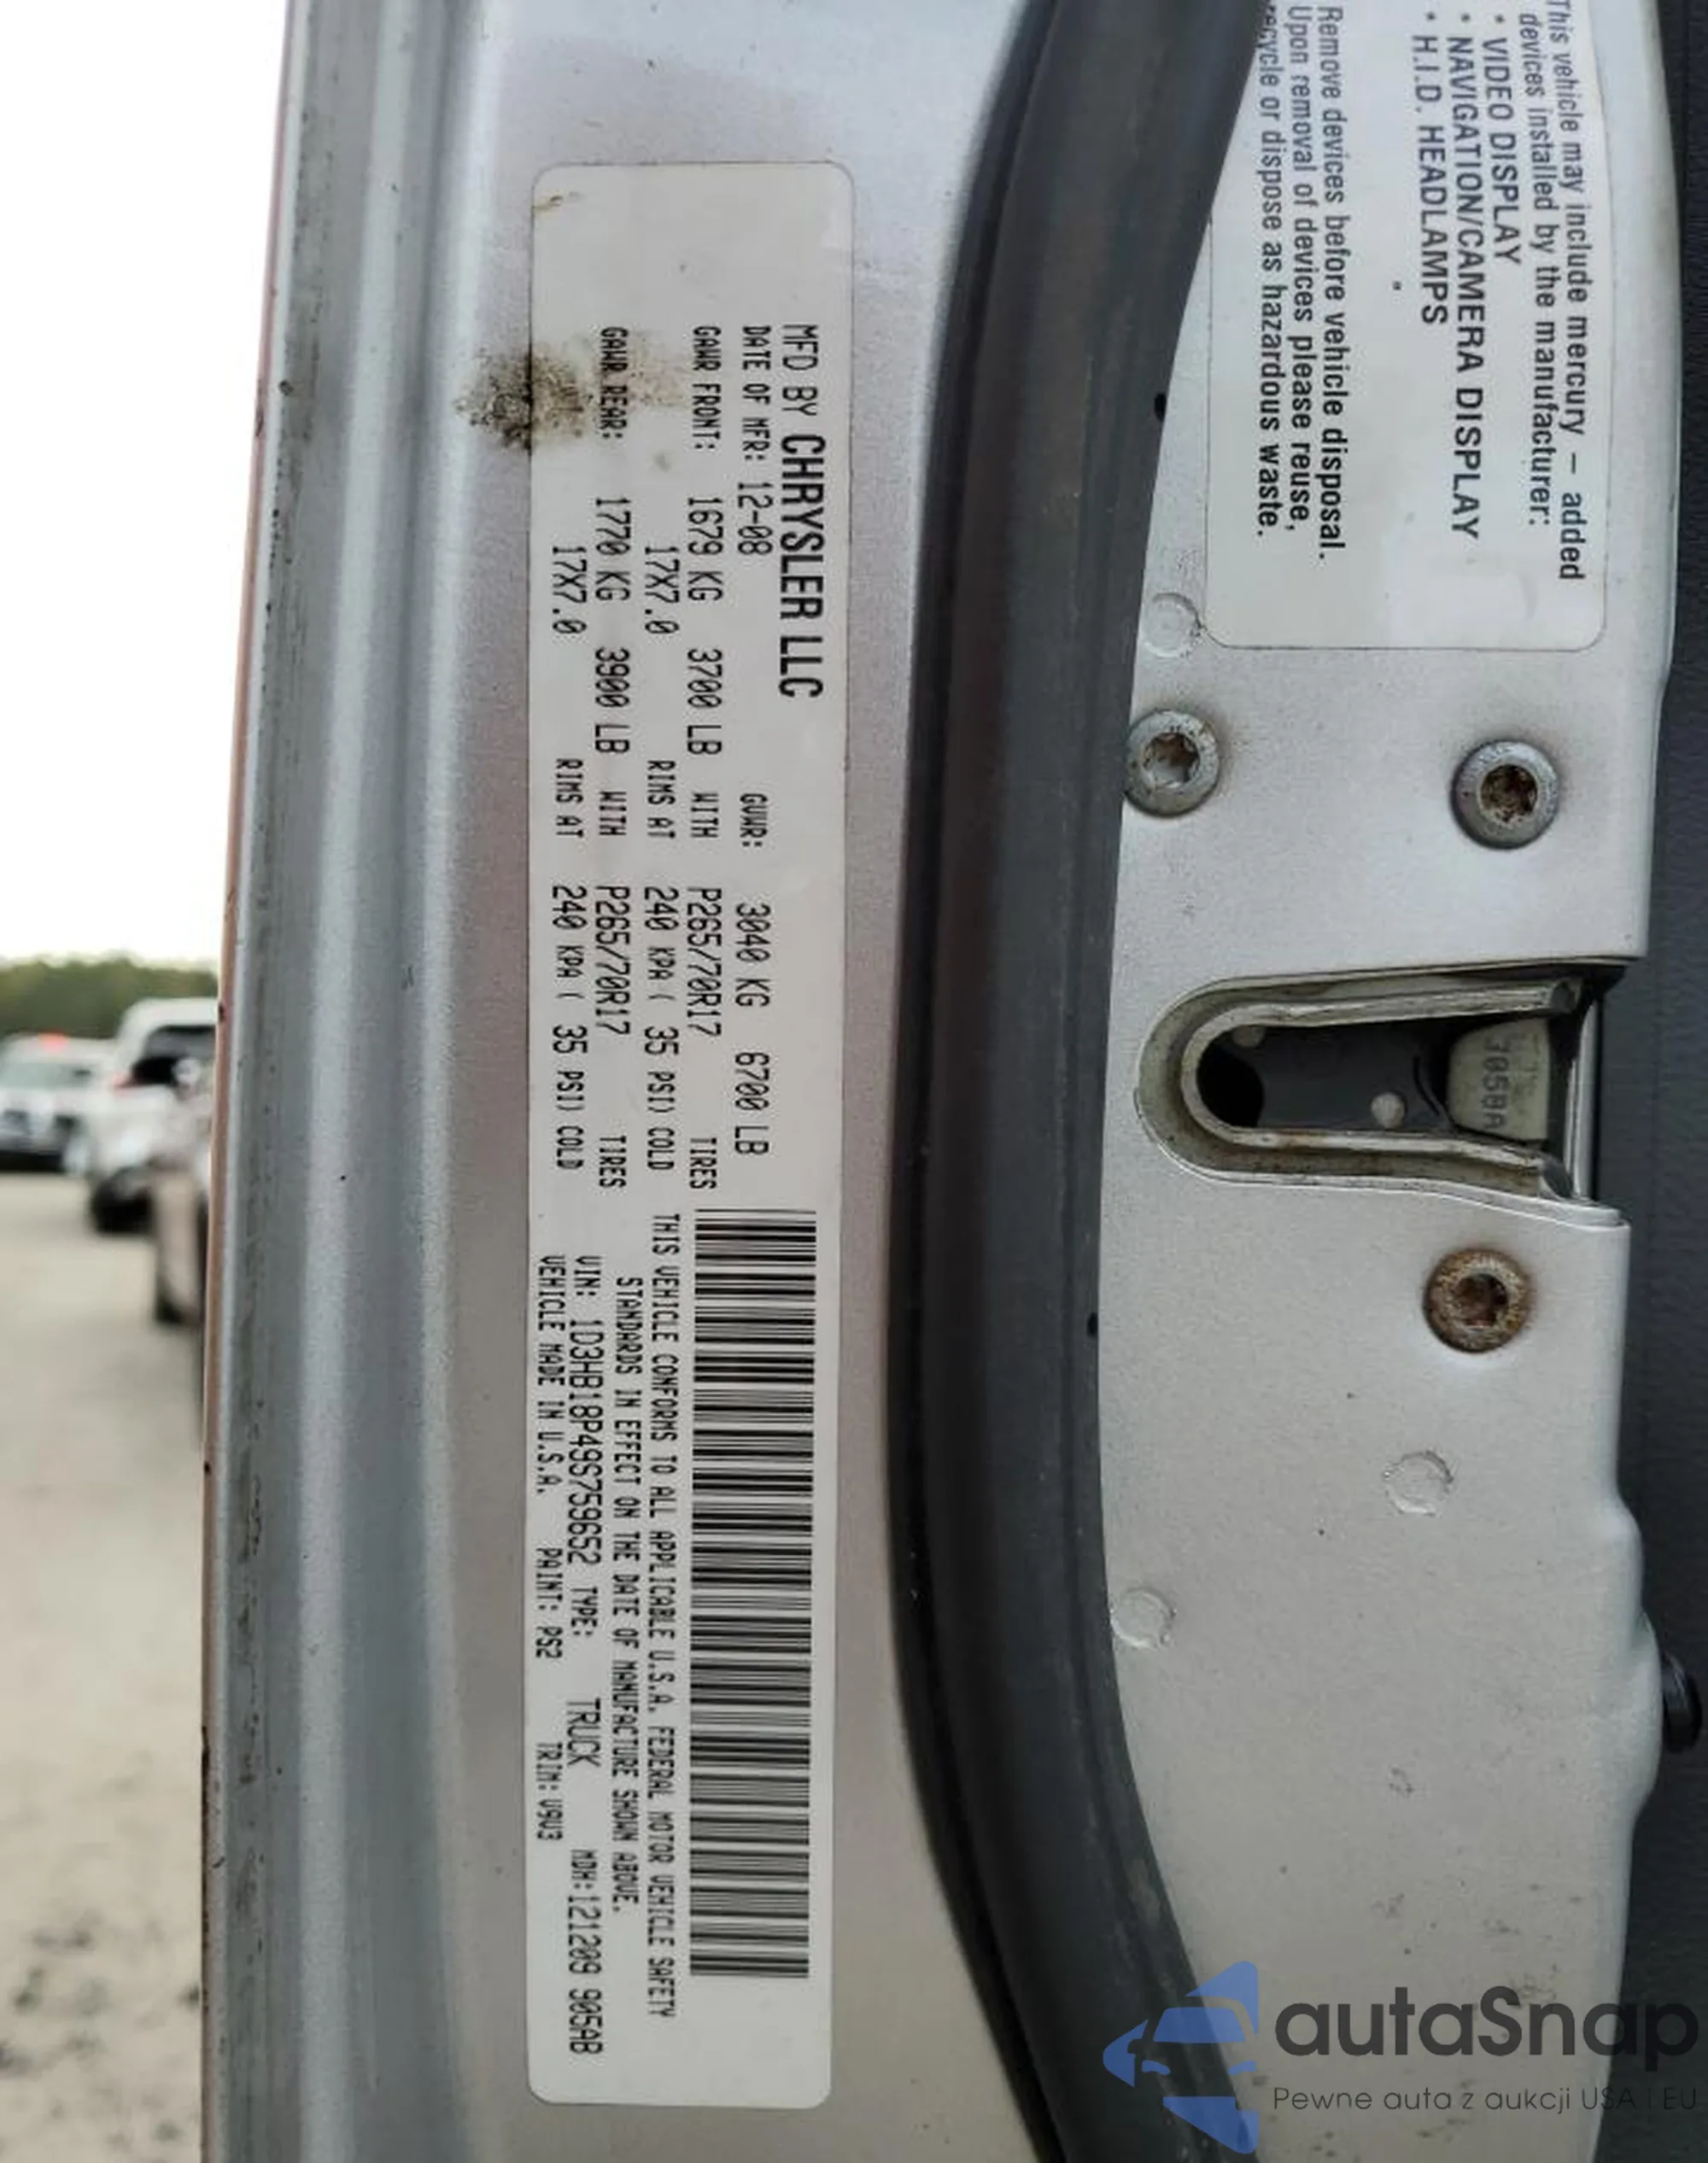 This vehicle may include mercury – added
devices installed by the manufacturer:
• VIDEO DISPLAY
• NAVIGATION/CAMERA DISPLAY
• H.I.D. HEADLAMPS
Remove devices before vehicle disposal.
Upon removal of devices please reuse,
recycle or dispose as hazardous waste.
MFD BY CHRYSLER LLC
DATE OF MFR: 12-08 GVWR: 3040 KG 6700 LB
GAWR FRONT: 1679 KG 3700 LB WITH P265/70R17 TIRES
17X7.0 RIMS AT 240 KPA ( 35 PSI) COLD
GAWR REAR: 1770 KG 3900 LB WITH P265/70R17 TIRES
17X7.0 RIMS AT 240 KPA ( 35 PSI) COLD
THIS VEHICLE CONFORMS TO ALL APPLICABLE U.S.A. FEDERAL MOTOR VEHICLE SAFETY
STANDARDS IN EFFECT ON THE DATE OF MANUFACTURE SHOWN ABOVE.
VIN: 1D3HB18P49S759652 TYPE: TRUCK MDH:121209 905AB
VEHICLE MADE IN U.S.A. PAINT: PS2 TRIM: V9V3
autaSnap
Pewne auta z aukcji USA i EU